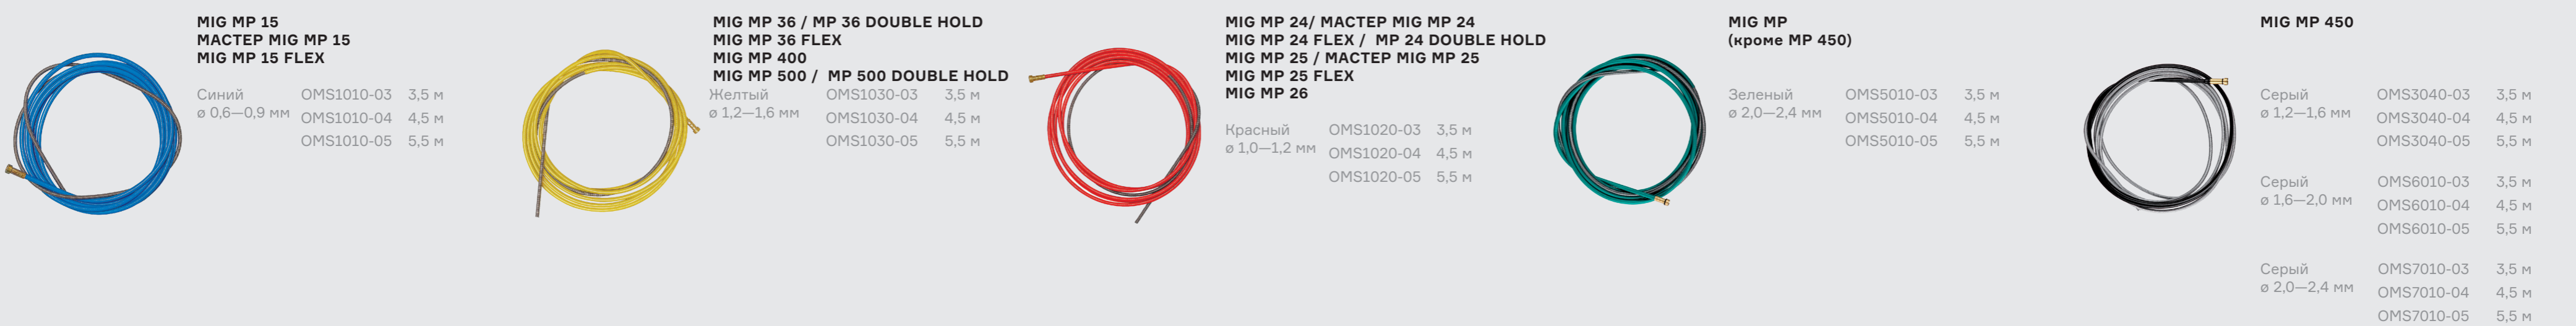 MIG MP 15
МАСТЕР MIG MP 15
MIG MP 15 FLEX
Синий OMS1010-03 3,5 м
ø 0,6—0,9 мм OMS1010-04 4,5 м
OMS1010-05 5,5 м
MIG MP 36 / MP 36 DOUBLE HOLD
MIG MP 36 FLEX
MIG MP 400
MIG MP 500 / MP 500 DOUBLE HOLD
Желтый OMS1030-03 3,5 м
ø 1,2—1,6 мм OMS1030-04 4,5 м
OMS1030-05 5,5 м
MIG MP 24/ МАСТЕР MIG MP 24
MIG MP 24 FLEX / MP 24 DOUBLE HOLD
MIG MP 25 / МАСТЕР MIG MP 25
MIG MP 25 FLEX
MIG MP 26
Красный OMS1020-03 3,5 м
ø 1,0—1,2 мм OMS1020-04 4,5 м
OMS1020-05 5,5 м
MIG MP
(кроме MP 450)
Зеленый OMS5010-03 3,5 м
ø 2,0—2,4 мм OMS5010-04 4,5 м
OMS5010-05 5,5 м
MIG MP 450
Серый OMS3040-03 3,5 м
ø 1,2—1,6 мм OMS3040-04 4,5 м
OMS3040-05 5,5 м
Серый OMS6010-03 3,5 м
ø 1,6—2,0 мм OMS6010-04 4,5 м
OMS6010-05 5,5 м
Серый OMS7010-03 3,5 м
ø 2,0—2,4 мм OMS7010-04 4,5 м
OMS7010-05 5,5 м